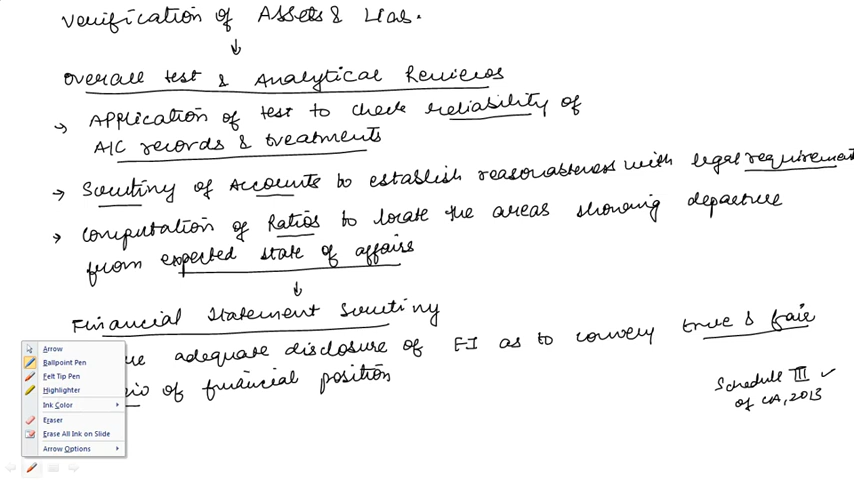 Verification of Assets & Lias.
Overall test & Analytical Reviews
→ Application of test to check reliability of
A/C records & treatments
→ Scrutiny of Accounts to establish reasonableness with legal requirement
→ Computation of Ratios to locate the areas showing departure
from expected state of affairs
Financial Statement Scrutiny
adequate disclosure of FI as to convey true & fair
of financial position
Schedule III ✓
of CA, 2013
Arrow
Ballpoint Pen
Felt Tip Pen
Highlighter
Ink Color
Eraser
Erase All Ink on Slide
Arrow Options